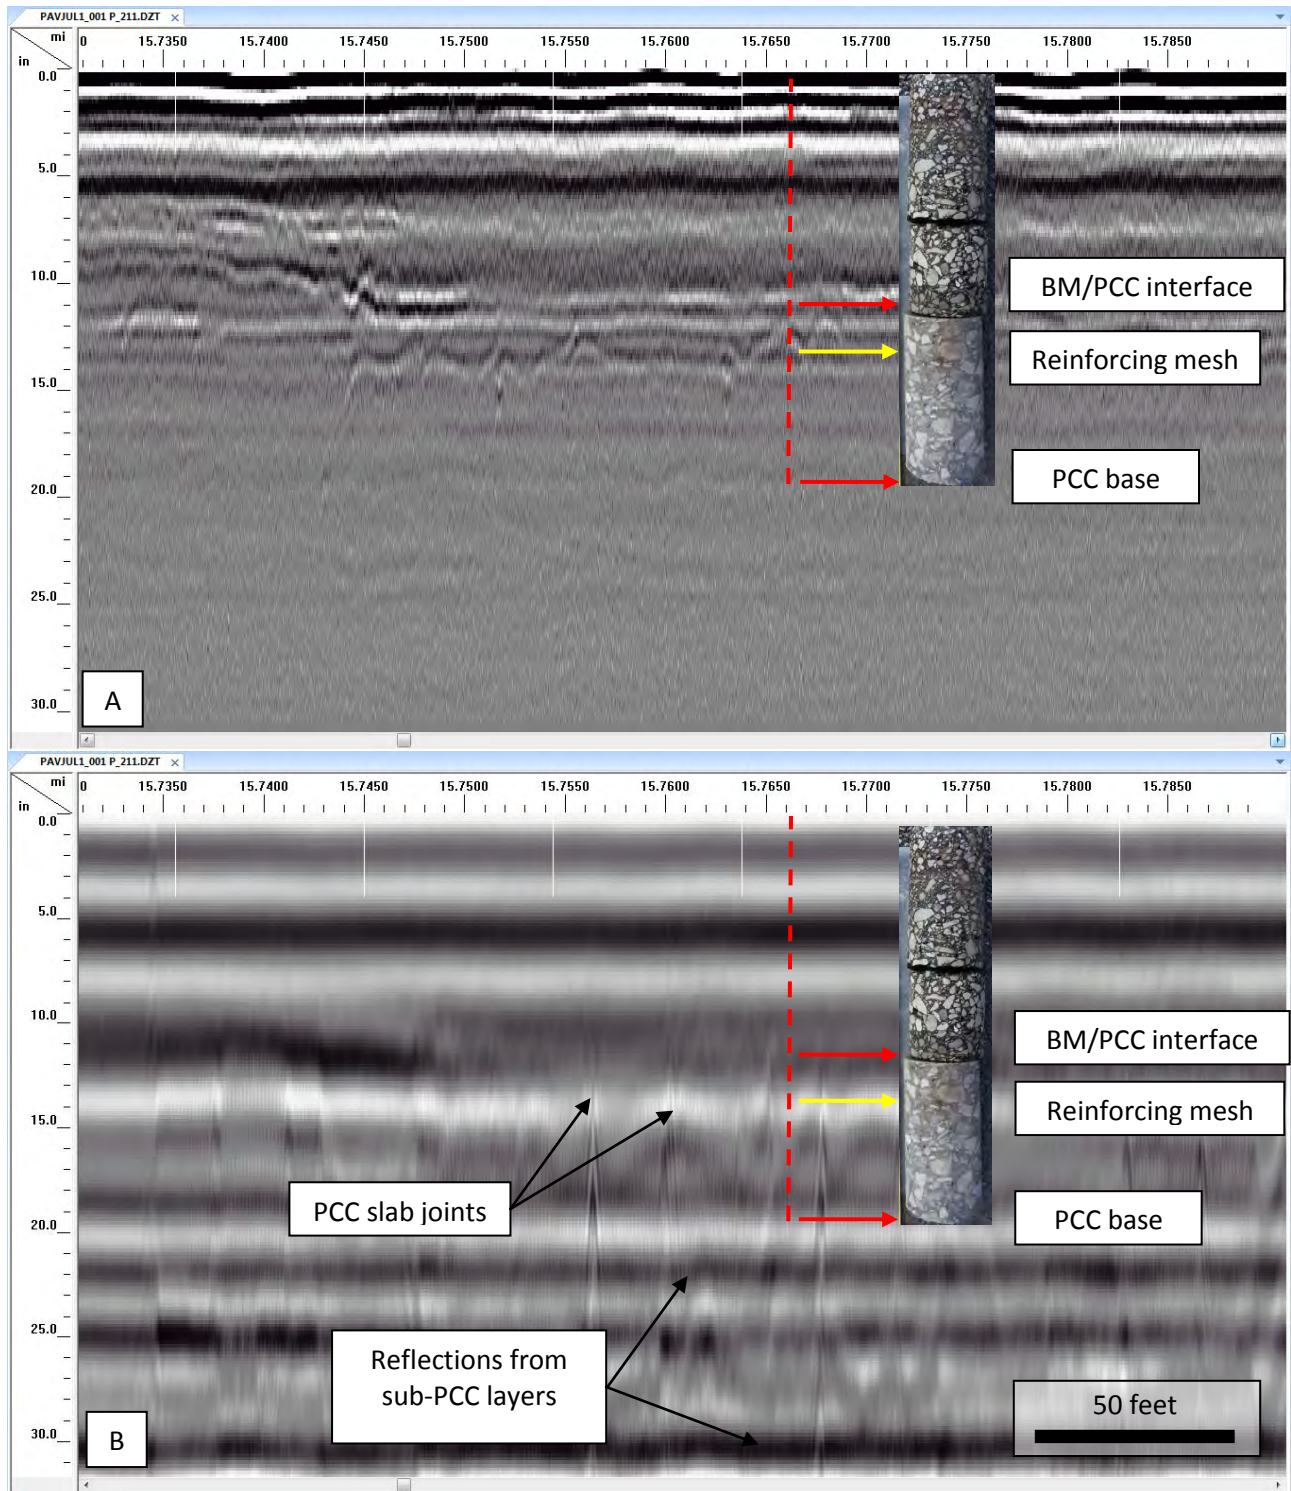 PAVJUL1_001 P_211.DZT
mi
0 15.7350 15.7400 15.7450 15.7500 15.7550 15.7600 15.7650 15.7700 15.7750 15.7800 15.7850
in
0.0
5.0
10.0
BM/PCC interface
Reinforcing mesh
15.0
PCC base
20.0
25.0
30.0
A
PAVJUL1_001 P_211.DZT
mi
0 15.7350 15.7400 15.7450 15.7500 15.7550 15.7600 15.7650 15.7700 15.7750 15.7800 15.7850
in
0.0
5.0
10.0
BM/PCC interface
Reinforcing mesh
15.0
PCC slab joints
PCC base
20.0
25.0
Reflections from
sub-PCC layers
50 feet
30.0
B